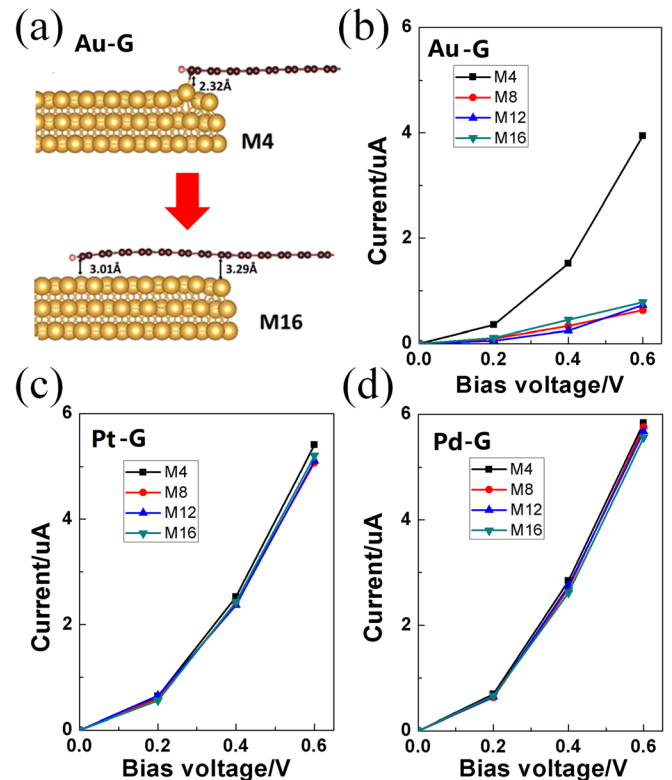 (a)
Au-G
2.32Å
M4
3.01Å
3.29Å
M16
(b)
Au-G
M4
M8
M12
M16
Current/uA
6
4
2
0
0.0 0.2 0.4 0.6
Bias voltage/V
(c)
Pt-G
M4
M8
M12
M16
Current/uA
6
4
2
0
0.0 0.2 0.4 0.6
Bias voltage/V
(d)
Pd-G
M4
M8
M12
M16
Current/uA
6
4
2
0
0.0 0.2 0.4 0.6
Bias voltage/V